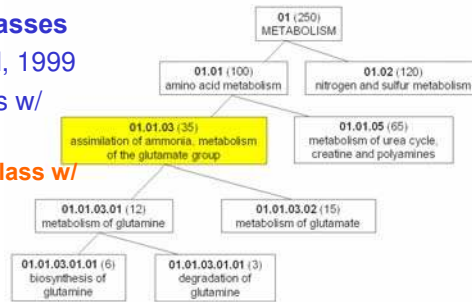 asses
, 1999
s w/
lass w/
01 (250)
METABOLISM
01.01 (100)
amino acid metabolism
01.02 (120)
nitrogen and sulfur metabolism
01.01.03 (35)
assimilation of ammonia, metabolism
of the glutamate group
01.01.05 (65)
metabolism of urea cycle,
creatine and polyamines
01.01.03.01 (12)
metabolism of glutamine
01.01.03.02 (15)
metabolism of glutamate
01.01.03.01.01 (6)
biosynthesis of
glutamine
01.01.03.01.01 (3)
degradation of
glutamine